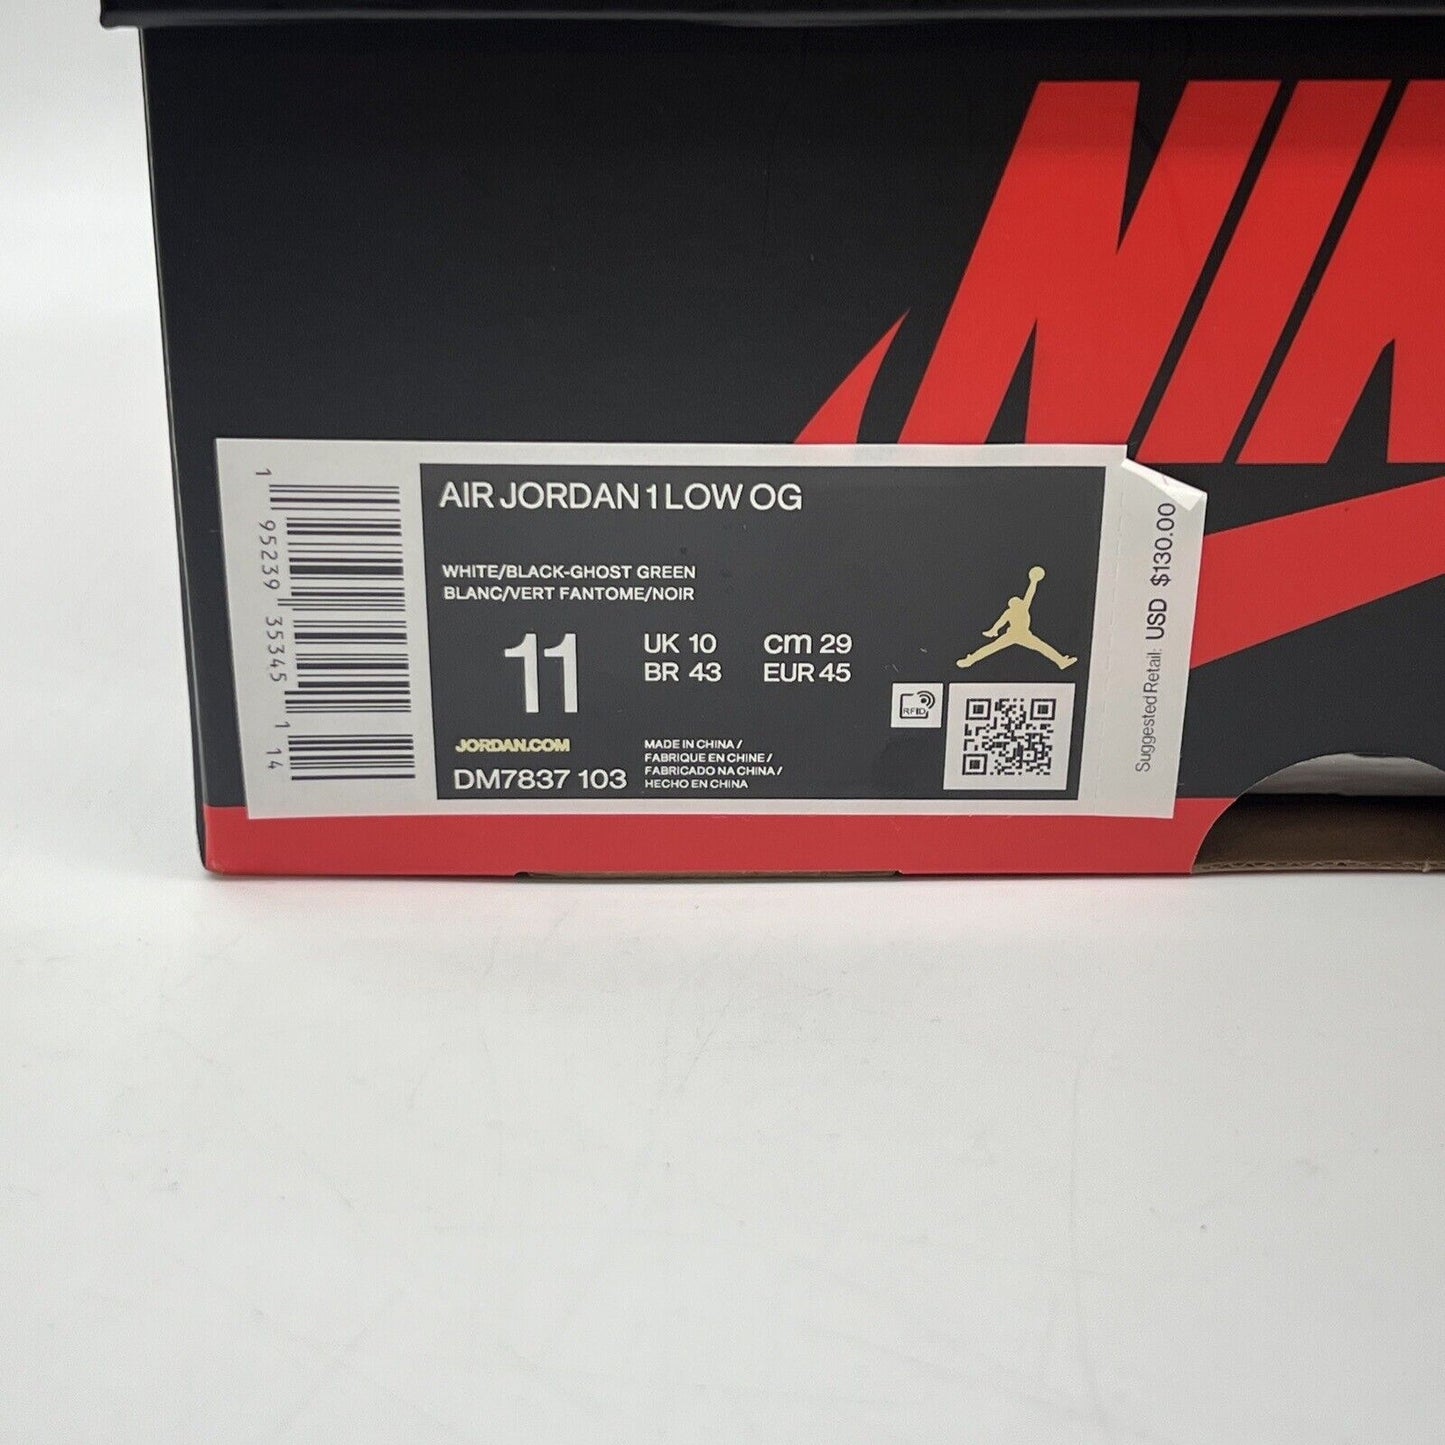 NIK
AIR JORDAN 1 LOW OG
WHITE/BLACK-GHOST GREEN
BLANC/VERT FANTOME/NOIR
11
UK 10
cm 29
BR 43
EUR 45
RFID
JORDAN.COM
DM7837 103
MADE IN CHINA /
FABRIQUE EN CHINE /
FABRICADO NA CHINA /
HECHO EN CHINA
1 95239 35345 1 14
Suggested Retail: USD $130.00